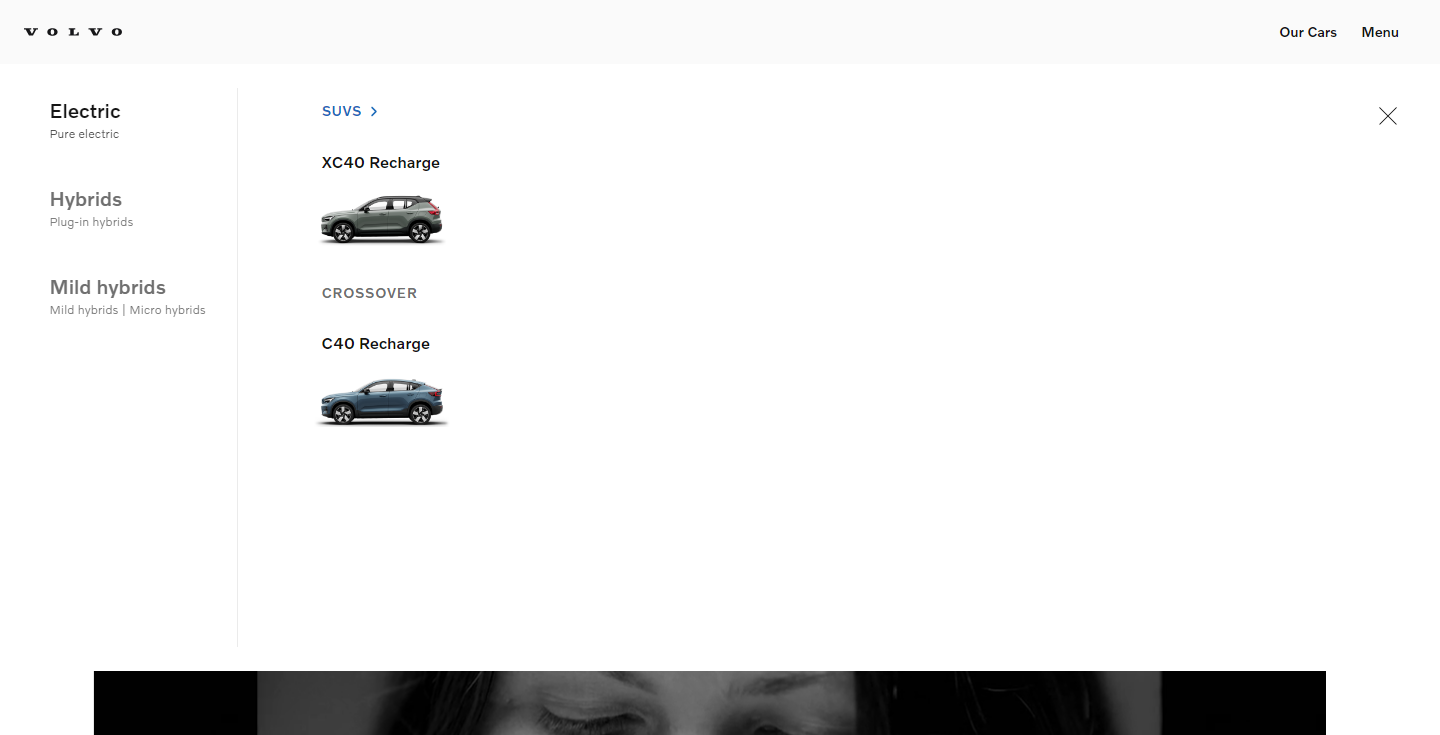 VOLVO
Our Cars
Menu
Electric
Pure electric
Hybrids
Plug-in hybrids
Mild hybrids
Mild hybrids | Micro hybrids
SUVS
XC40 Recharge
CROSSOVER
C40 Recharge